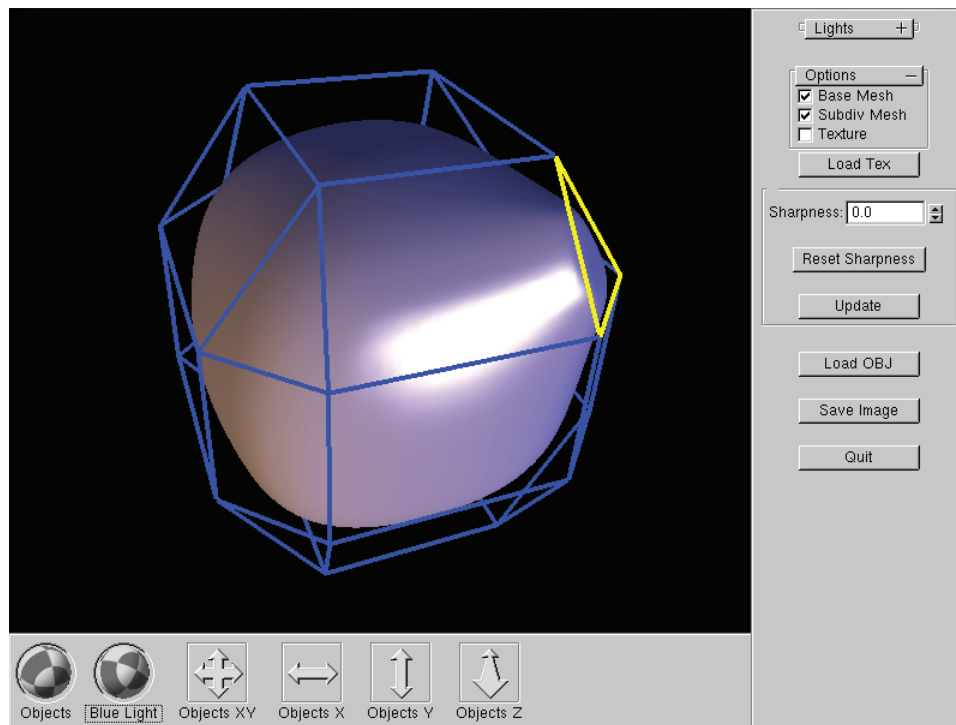 Lights +
Options —
Base Mesh
Subdiv Mesh
Texture
Load Tex
Sharpness: 0.0
Reset Sharpness
Update
Load OBJ
Save Image
Quit
Objects Blue Light Objects XY Objects X Objects Y Objects Z